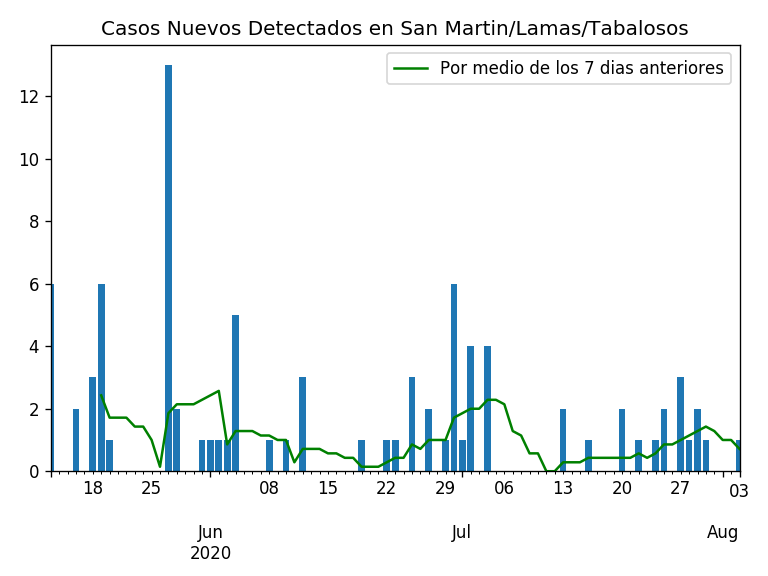 Casos Nuevos Detectados en San Martin/Lamas/Tabalosos
Por medio de los 7 dias anteriores
12
10
8
6
4
2
0
18 25 08 15 22 29 06 13 20 27 03
Jun Jul Aug
2020